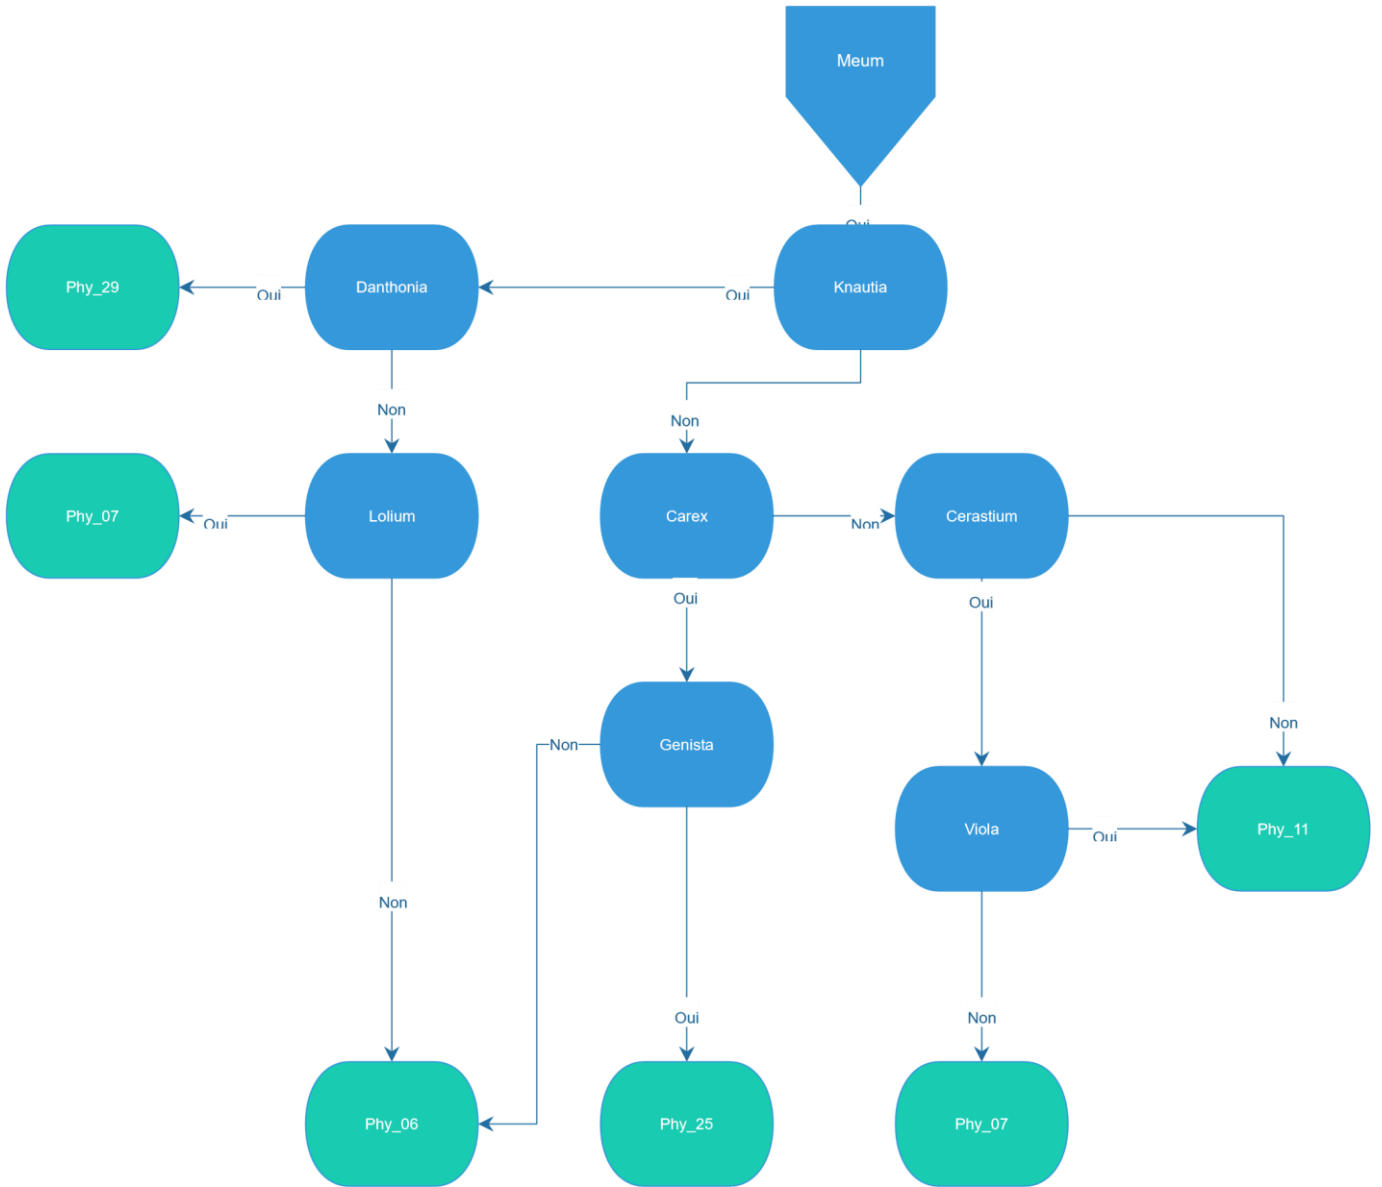 Meum
Oui
Phy_29
Oui
Danthonia
Oui
Knautia
Non
Non
Phy_07
Oui
Lolium
Carex
Non
Cerastium
Oui
Oui
Non
Genista
Non
Viola
Oui
Phy_11
Non
Oui
Non
Phy_06
Phy_25
Phy_07